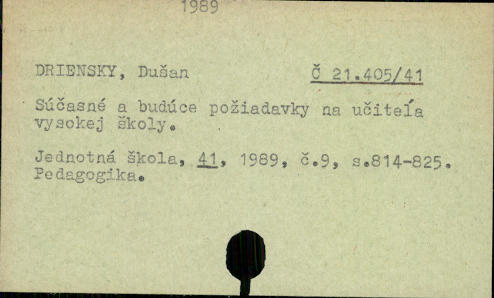 1989
DRIENSKY, Dušan Č 21.405/41
Súčasné a budúce požiadavky na učiteľa
vysokej školy.
Jednotná škola, 41, 1989, č.9, s.814-825.
Pedagogika.